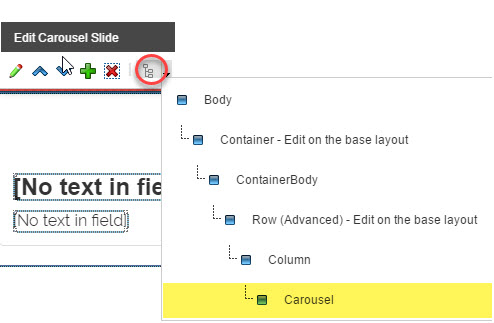 Edit Carousel Slide
Body
Container - Edit on the base layout
ContainerBody
[No text in fie
Row (Advanced) - Edit on the base layout
[No text in field]
Column
Carousel